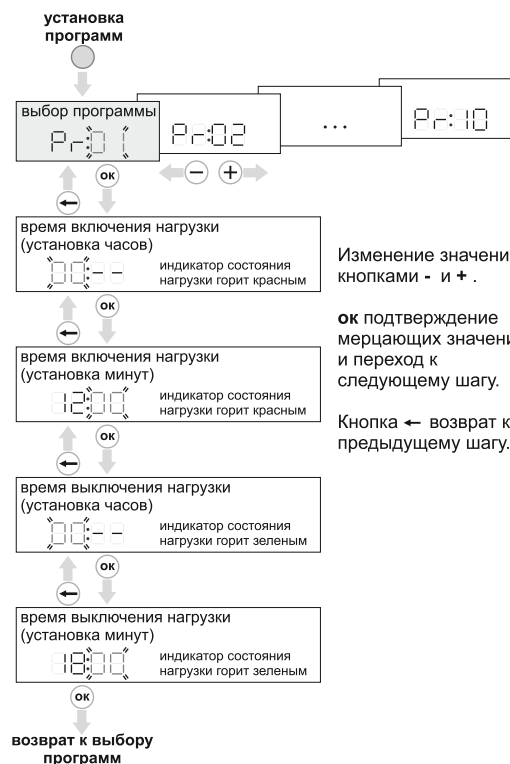 установка
программ
выбор программы
Pr:01
Pr:02
...
Pr:10
ок
время включения нагрузки
(установка часов)
00:--
индикатор состояния
нагрузки горит красным
ок
время включения нагрузки
(установка минут)
12:00
индикатор состояния
нагрузки горит красным
ок
время выключения нагрузки
(установка часов)
00:--
индикатор состояния
нагрузки горит зеленым
ок
время выключения нагрузки
(установка минут)
18:00
индикатор состояния
нагрузки горит зеленым
ок
возврат к выбору
программ
Изменение значени
кнопками - и + .
ок подтверждение
мерцающих значени
и переход к
следующему шагу.
Кнопка ← возврат к
предыдущему шагу.